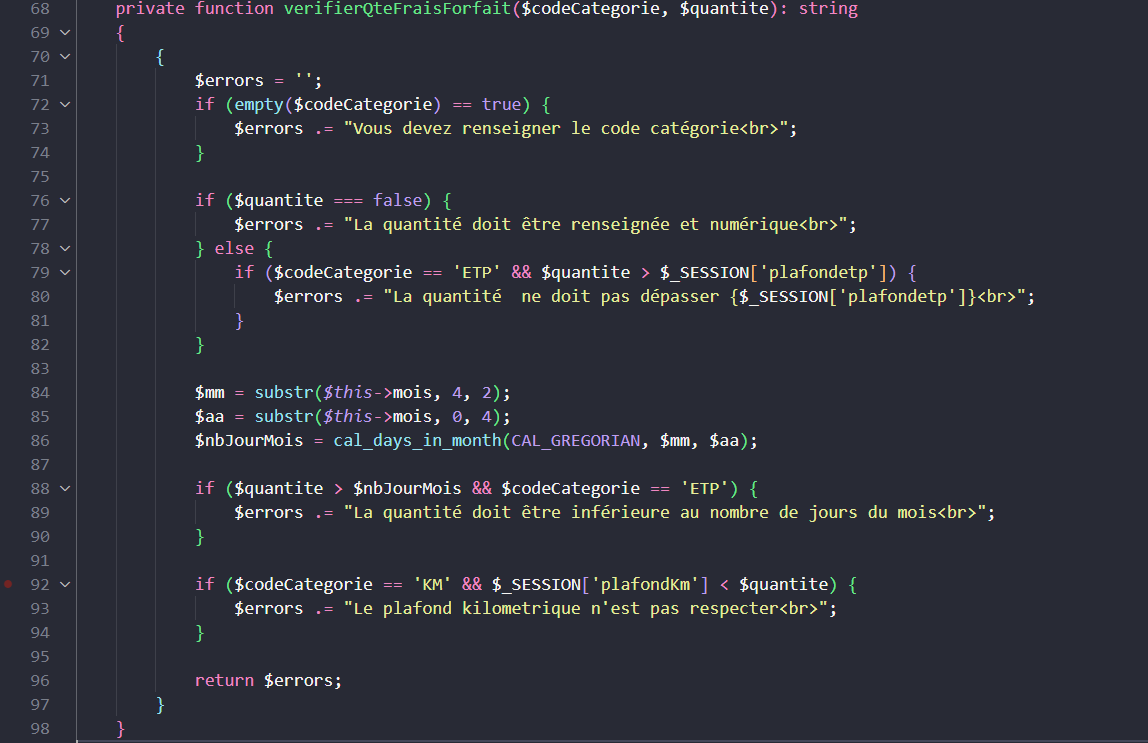 68 private function verifierQteFraisForfait($codeCategorie, $quantite): string
69 {
70 {
71 $errors = '';
72 if (empty($codeCategorie) == true) {
73 $errors .= "Vous devez renseigner le code catégorie<br>";
74 }
75
76 if ($quantite === false) {
77 $errors .= "La quantité doit être renseignée et numérique<br>";
78 } else {
79 if ($codeCategorie == 'ETP' && $quantite > $_SESSION['plafondetp']) {
80 $errors .= "La quantité  ne doit pas dépasser {$_SESSION['plafondetp']}<br>";
81 }
82 }
83
84 $mm = substr($this->mois, 4, 2);
85 $aa = substr($this->mois, 0, 4);
86 $nbJourMois = cal_days_in_month(CAL_GREGORIAN, $mm, $aa);
87
88 if ($quantite > $nbJourMois && $codeCategorie == 'ETP') {
89 $errors .= "La quantité doit être inférieure au nombre de jours du mois<br>";
90 }
91
92 if ($codeCategorie == 'KM' && $_SESSION['plafondKm'] < $quantite) {
93 $errors .= "Le plafond kilometrique n'est pas respecter<br>";
94 }
95
96 return $errors;
97 }
98 }